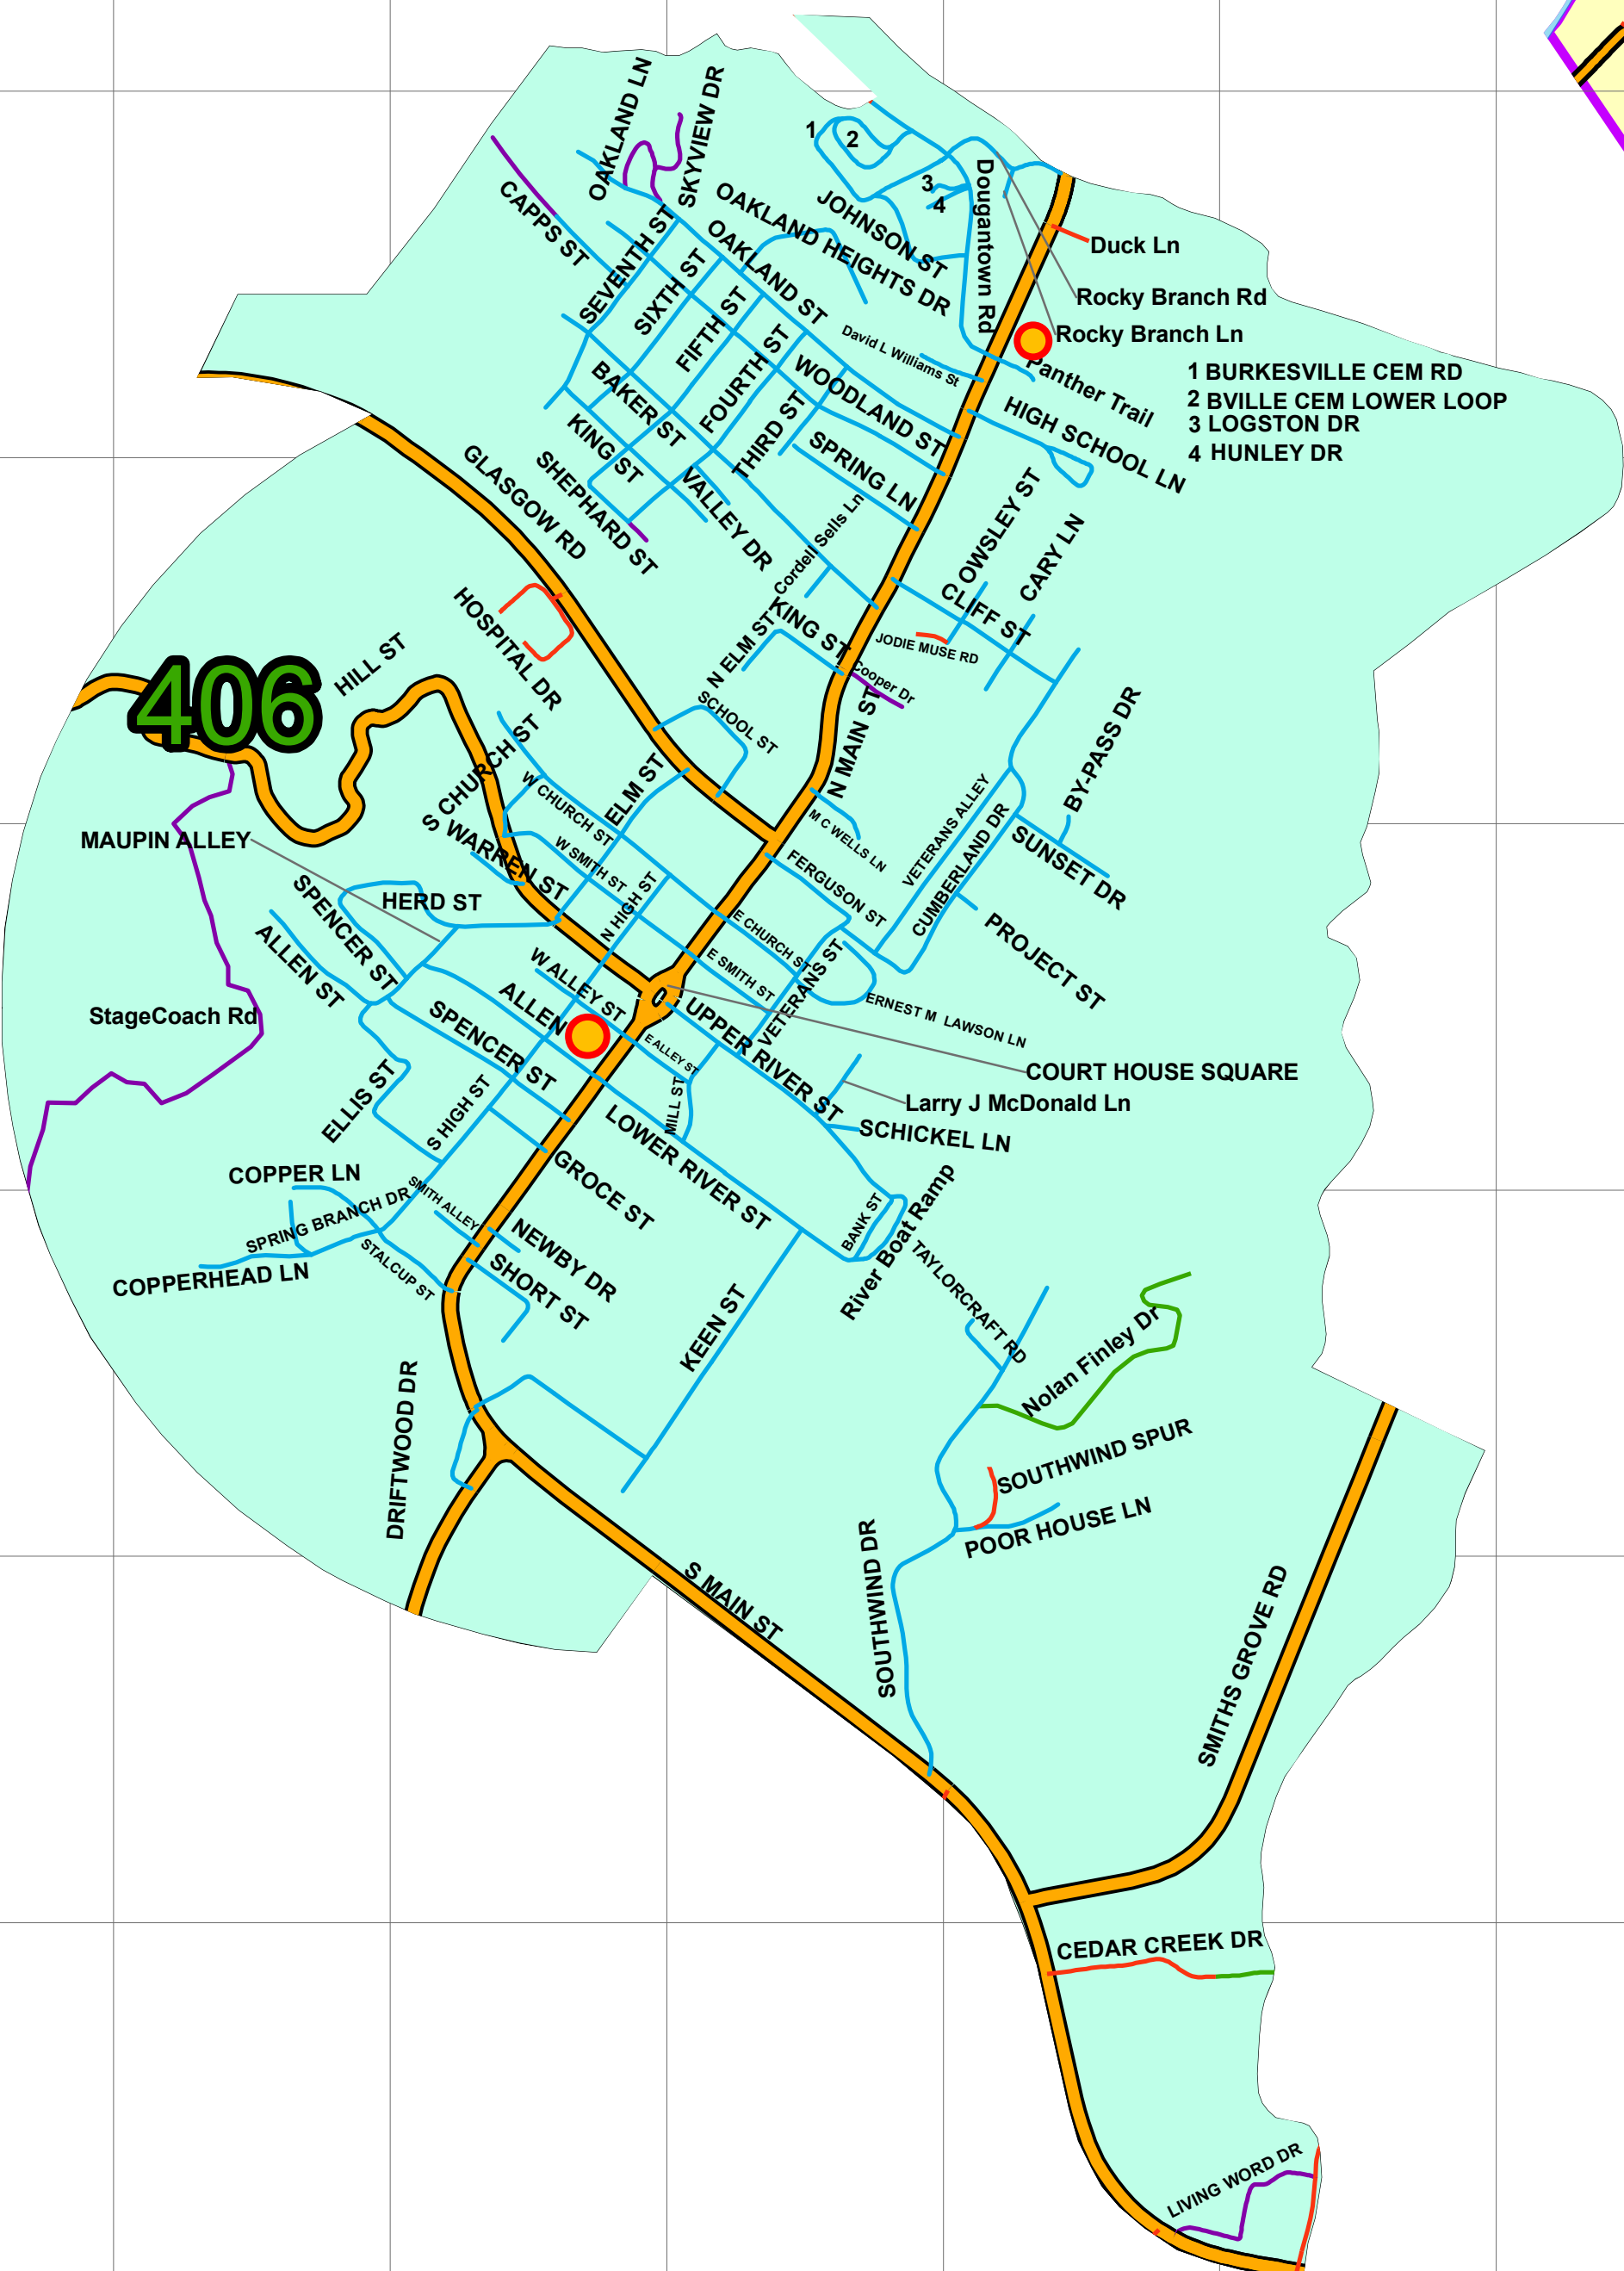 OAKLAND LN
SKYVIEW DR
1
2
3
4
CAPPS ST
SEVENTH ST
OAKLAND HEIGHTS DR
JOHNSON ST
Dougantown Rd
OAKLAND ST
Duck Ln
Rocky Branch Rd
Rocky Branch Ln
SIXTH ST
FIFTH ST
FOURTH ST
THIRD ST
David L Williams St
Panther Trail
1 BURKESVILLE CEM RD
2 BVILLE CEM LOWER LOOP
3 LOGSTON DR
4 HUNLEY DR
WOODLAND ST
HIGH SCHOOL LN
BAKER ST
KING ST
SHEPHARD ST
VALLEY DR
SPRING LN
GLASGOW RD
Cordell Sells Ln
OWSLEY ST
CARY LN
CLIFF ST
JODIE MUSE RD
KING ST
N ELM ST
Cooper Dr
HOSPITAL DR
HILL ST
406
SCHOOL ST
N MAIN ST
BY-PASS DR
CHURCH ST
S WARREN ST
W CHURCH ST
ELM ST
W SMITH ST
N HIGH ST
M C WELLS LN
VETERANS ALLEY
CUMBERLAND DR
SUNSET DR
FERGUSON ST
PROJECT ST
MAUPIN ALLEY
HERD ST
SPENCER ST
ALLEN ST
E CHURCH ST
E SMITH ST
VETERANS ST
ERNEST M LAWSON LN
W ALLEY ST
ALLEN
StageCoach Rd
SPENCER ST
E ALLEY ST
UPPER RIVER ST
COURT HOUSE SQUARE
Larry J McDonald Ln
SCHICKEL LN
MILL ST
ELLIS ST
S HIGH ST
LOWER RIVER ST
GROCE ST
COPPER LN
SPRING BRANCH DR
SMITH ALLEY
COPPERHEAD LN
STALCUP ST
NEWBY DR
SHORT ST
BANK ST
River Boat Ramp
TAYLORCRAFT RD
KEEN ST
Nolan Finley Dr
DRIFTWOOD DR
SOUTHWIND SPUR
POOR HOUSE LN
SOUTHWIND DR
S MAIN ST
SMITHS GROVE RD
CEDAR CREEK DR
LIVING WORD DR